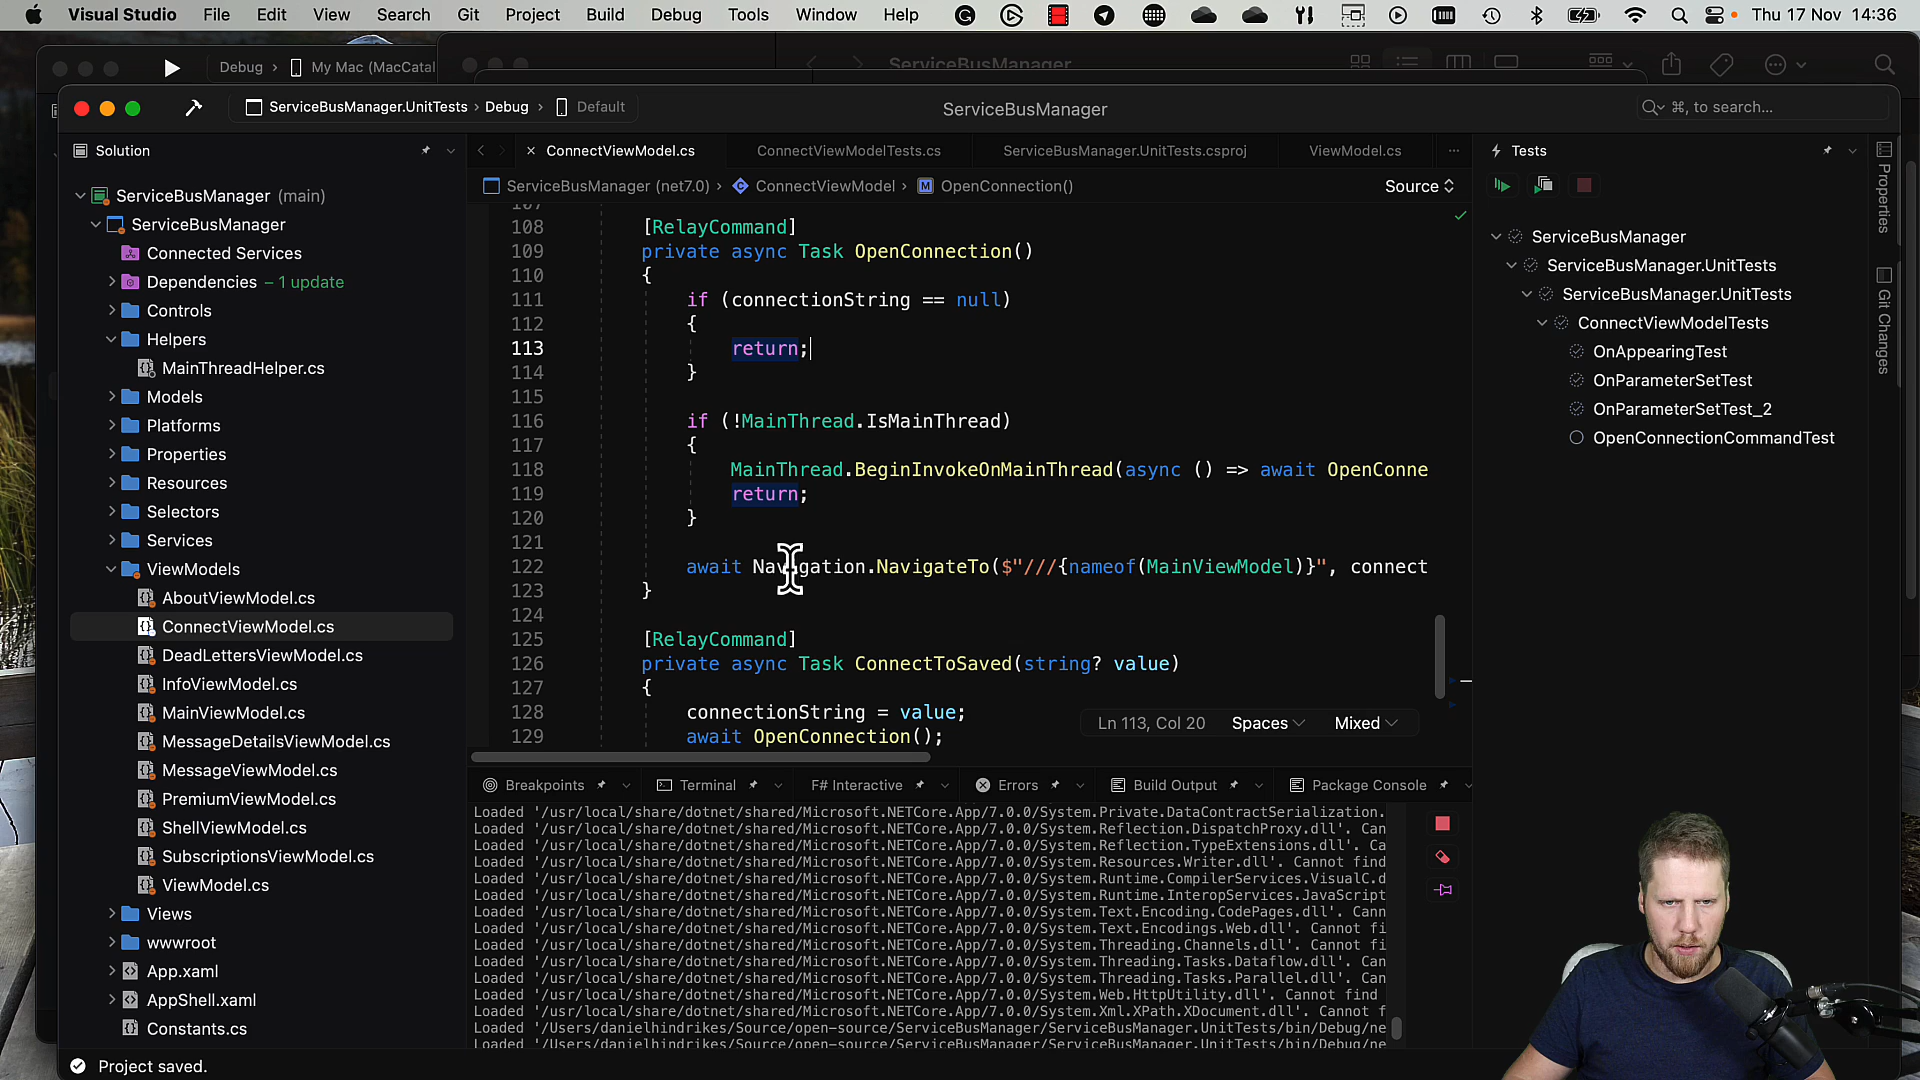 Visual Studio File Edit View Search Git Project Build Debug Tools Window Help Thu 17 Nov 14:36
Debug › My Mac (MacCatal
ServiceBusManager
ServiceBusManager.UnitTests › Debug › Default
ServiceBusManager
⌘, to search...
Solution
ServiceBusManager (main)
ServiceBusManager
Connected Services
Dependencies – 1 update
Controls
Helpers
MainThreadHelper.cs
Models
Platforms
Properties
Resources
Selectors
Services
ViewModels
AboutViewModel.cs
ConnectViewModel.cs
DeadLettersViewModel.cs
InfoViewModel.cs
MainViewModel.cs
MessageDetailsViewModel.cs
MessageViewModel.cs
PremiumViewModel.cs
ShellViewModel.cs
SubscriptionsViewModel.cs
ViewModel.cs
Views
wwwroot
App.xaml
AppShell.xaml
Constants.cs
Project saved.
ConnectViewModel.cs ConnectViewModelTests.cs ServiceBusManager.UnitTests.csproj ViewModel.cs ...
ServiceBusManager (net7.0) › ConnectViewModel › OpenConnection() Source
107
108 [RelayCommand]
109 private async Task OpenConnection()
110 {
111 if (connectionString == null)
112 {
113 return;
114 }
115
116 if (!MainThread.IsMainThread)
117 {
118 MainThread.BeginInvokeOnMainThread(async () => await OpenConne
119 return;
120 }
121
122 await Navigation.NavigateTo($"///{nameof(MainViewModel)}", connect
123 }
124
125 [RelayCommand]
126 private async Task ConnectToSaved(string? value)
127 {
128 connectionString = value;
129 await OpenConnection();
Ln 113, Col 20 Spaces Mixed
Breakpoints Terminal F# Interactive Errors Build Output Package Console
Loaded '/usr/local/share/dotnet/shared/Microsoft.NETCore.App/7.0.0/System.Private.DataContractSerialization.
Loaded '/usr/local/share/dotnet/shared/Microsoft.NETCore.App/7.0.0/System.Reflection.DispatchProxy.dll'. Can
Loaded '/usr/local/share/dotnet/shared/Microsoft.NETCore.App/7.0.0/System.Reflection.TypeExtensions.dll'. Ca
Loaded '/usr/local/share/dotnet/shared/Microsoft.NETCore.App/7.0.0/System.Resources.Writer.dll'. Cannot find
Loaded '/usr/local/share/dotnet/shared/Microsoft.NETCore.App/7.0.0/System.Runtime.CompilerServices.VisualC.d
Loaded '/usr/local/share/dotnet/shared/Microsoft.NETCore.App/7.0.0/System.Runtime.InteropServices.JavaScript
Loaded '/usr/local/share/dotnet/shared/Microsoft.NETCore.App/7.0.0/System.Text.Encoding.CodePages.dll'. Cann
Loaded '/usr/local/share/dotnet/shared/Microsoft.NETCore.App/7.0.0/System.Text.Encodings.Web.dll'. Cannot fi
Loaded '/usr/local/share/dotnet/shared/Microsoft.NETCore.App/7.0.0/System.Threading.Channels.dll'. Cannot fi
Loaded '/usr/local/share/dotnet/shared/Microsoft.NETCore.App/7.0.0/System.Threading.Tasks.Dataflow.dll'. Can
Loaded '/usr/local/share/dotnet/shared/Microsoft.NETCore.App/7.0.0/System.Threading.Tasks.Parallel.dll'. Can
Loaded '/usr/local/share/dotnet/shared/Microsoft.NETCore.App/7.0.0/System.Web.HttpUtility.dll'. Cannot find
Loaded '/usr/local/share/dotnet/shared/Microsoft.NETCore.App/7.0.0/System.Xml.XPath.XDocument.dll'. Cannot f
Loaded '/Users/danielhindrikes/Source/open-source/ServiceBusManager/ServiceBusManager.UnitTests/bin/Debug/ne
Loaded '/Users/danielhindrikes/Source/open-source/ServiceBusManager/ServiceBusManager.UnitTests/bin/Debug/ne
Tests
ServiceBusManager
ServiceBusManager.UnitTests
ServiceBusManager.UnitTests
ConnectViewModelTests
OnAppearingTest
OnParameterSetTest
OnParameterSetTest_2
OpenConnectionCommandTest
Properties
Git Changes